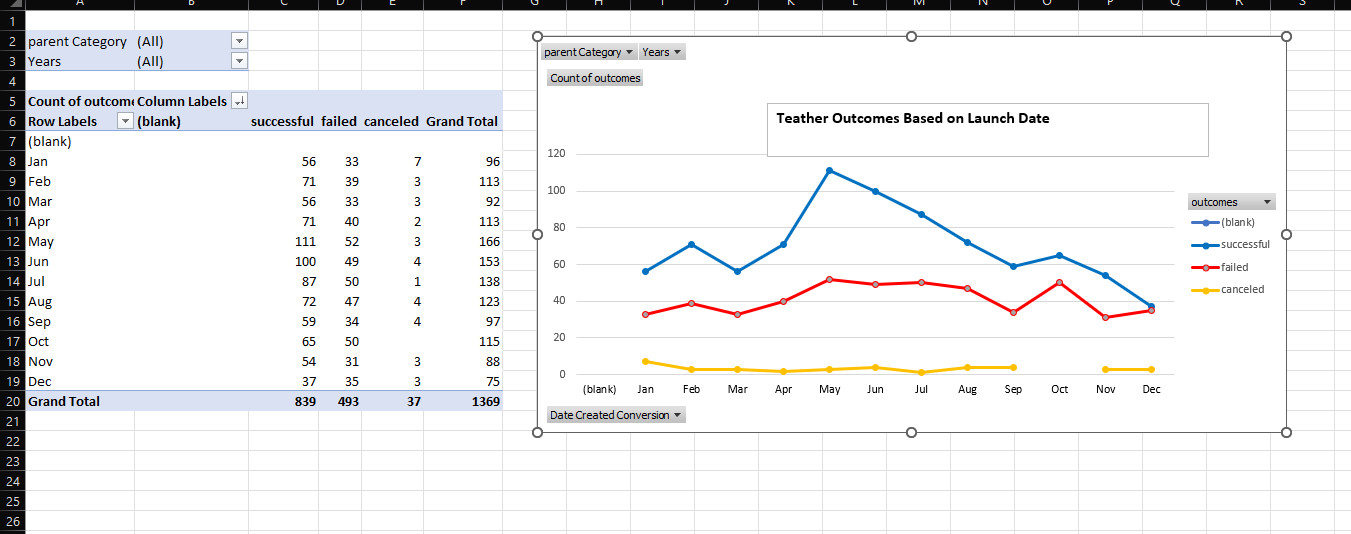 A B C D E F G H I J K L M N O P Q R S
1
2 parent Category (All)
3 Years (All)
4
5 Count of outcome Column Labels
6 Row Labels (blank) successful failed canceled Grand Total
7 (blank)
8 Jan 56 33 7 96
9 Feb 71 39 3 113
10 Mar 56 33 3 92
11 Apr 71 40 2 113
12 May 111 52 3 166
13 Jun 100 49 4 153
14 Jul 87 50 1 138
15 Aug 72 47 4 123
16 Sep 59 34 4 97
17 Oct 65 50 115
18 Nov 54 31 3 88
19 Dec 37 35 3 75
20 Grand Total 839 493 37 1369
21
22
23
24
25
26
parent Category Years
Count of outcomes
Teather Outcomes Based on Launch Date
120
100
80
60
40
20
0
(blank) Jan Feb Mar Apr May Jun Jul Aug Sep Oct Nov Dec
outcomes
(blank)
successful
failed
canceled
Date Created Conversion